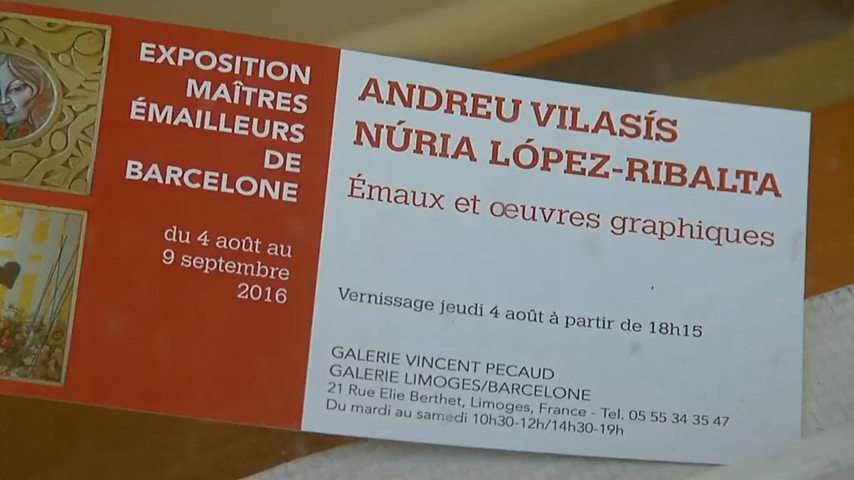 EXPOSITION
MAÎTRES
ÉMAILLEURS
DE
BARCELONE
du 4 août au
9 septembre
2016
ANDREU VILASÍS
NÚRIA LÓPEZ-RIBALTA
Émaux et œuvres graphiques
Vernissage jeudi 4 août à partir de 18h15
GALERIE VINCENT PECAUD
GALERIE LIMOGES/BARCELONE
21 Rue Elie Berthet, Limoges, France - Tel. 05 55 34 35 47
Du mardi au samedi 10h30-12h/14h30-19h